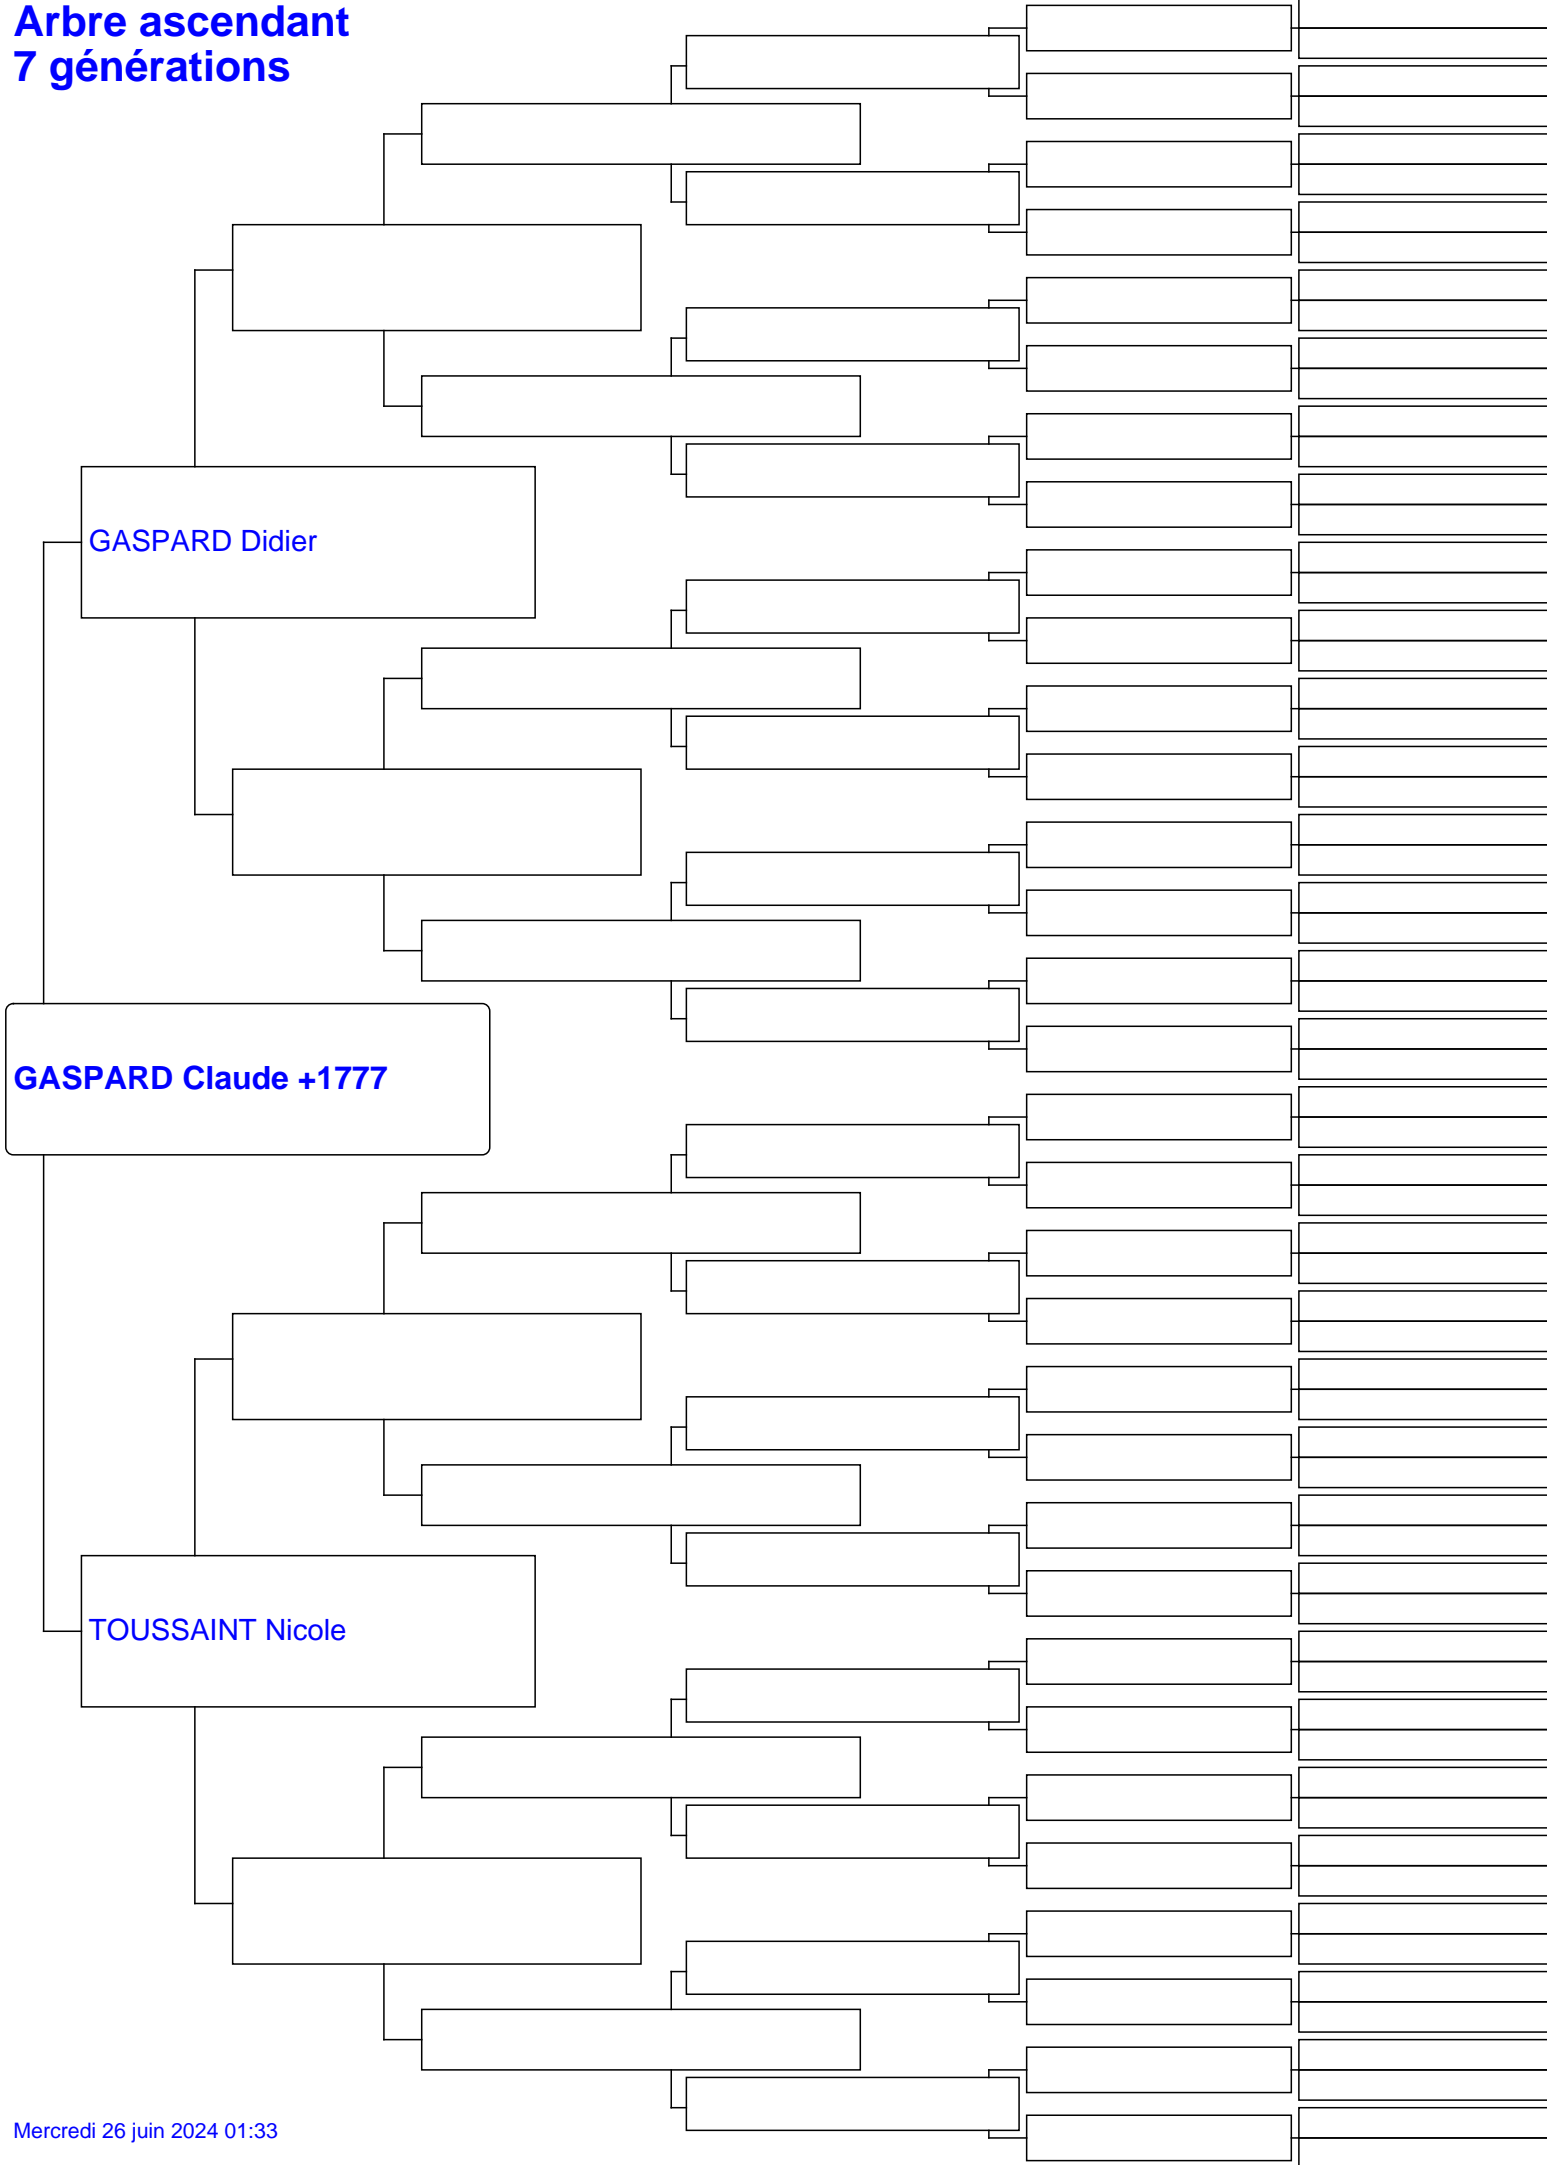 Arbre ascendant
7 générations
GASPARD Didier
GASPARD Claude +1777
TOUSSAINT Nicole
Mercredi 26 juin 2024 01:33